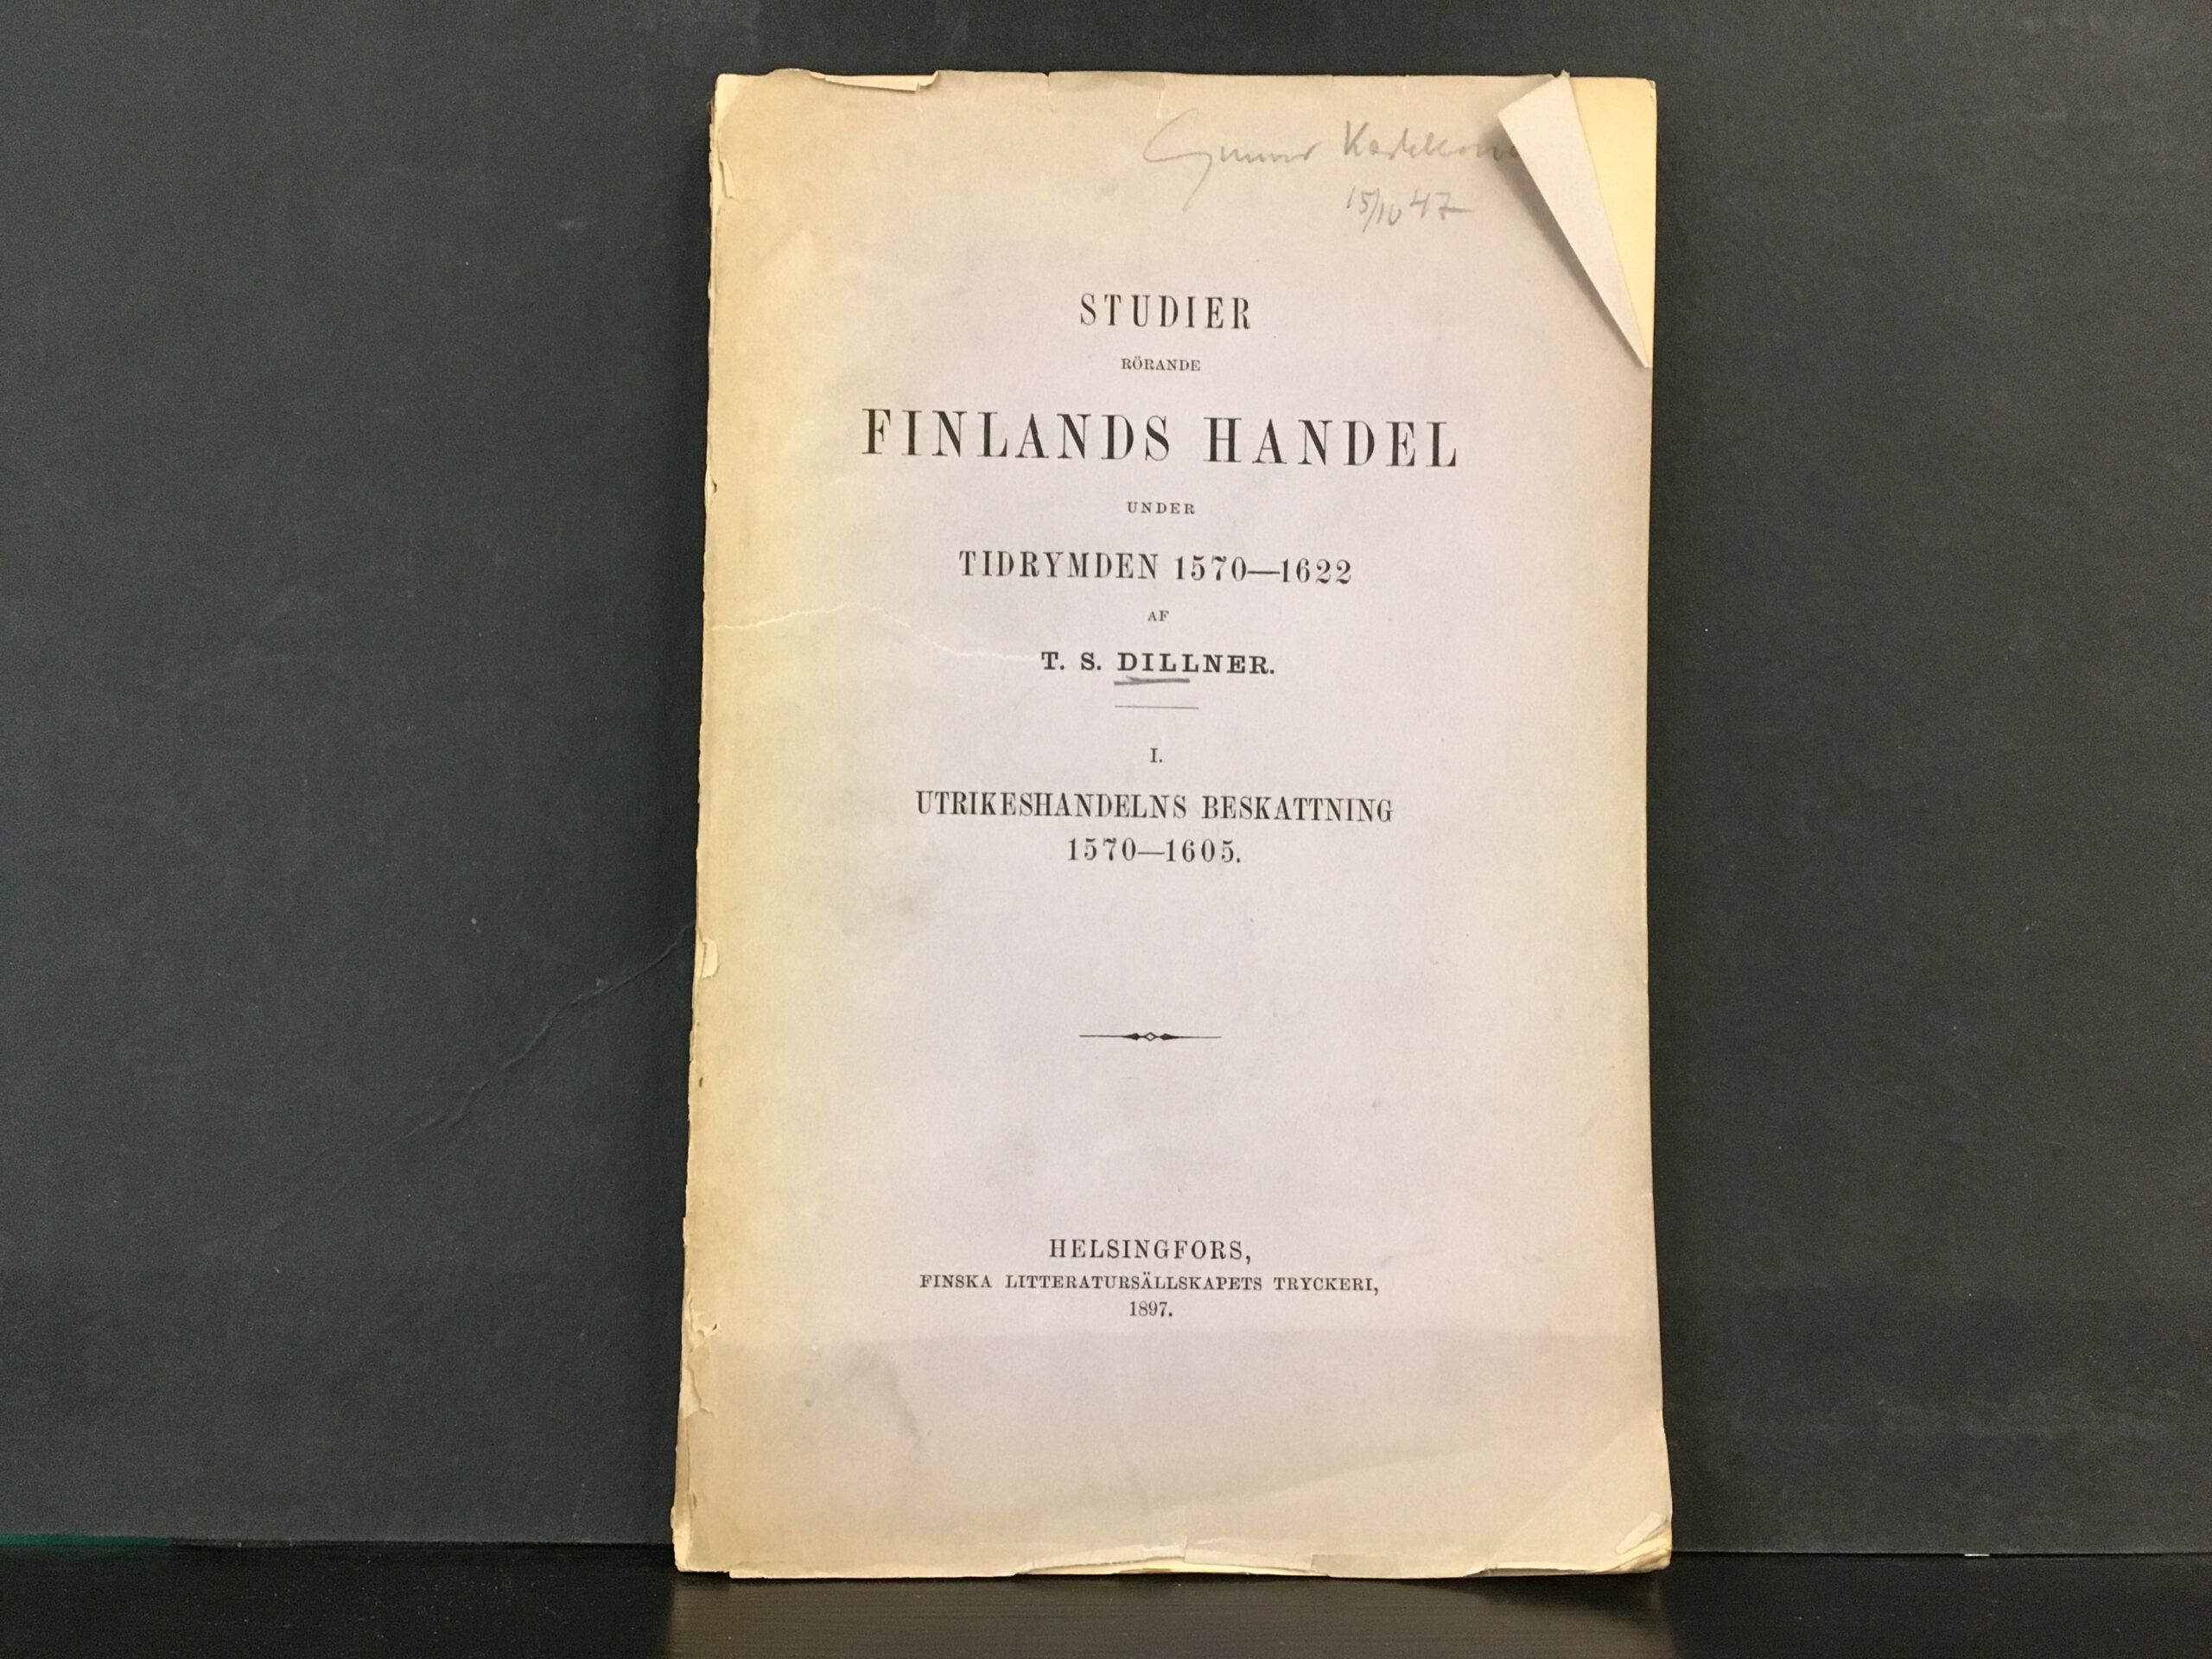 15/10 47
STUDIER
RÖRANDE
FINLANDS HANDEL
UNDER
TIDRYMDEN 1570—1622
AF
T. S. DILLNER.
I.
UTRIKESHANDELNS BESKATTNING
1570—1605.
HELSINGFORS,
FINSKA LITTERATURSÄLLSKAPETS TRYCKERI,
1897.